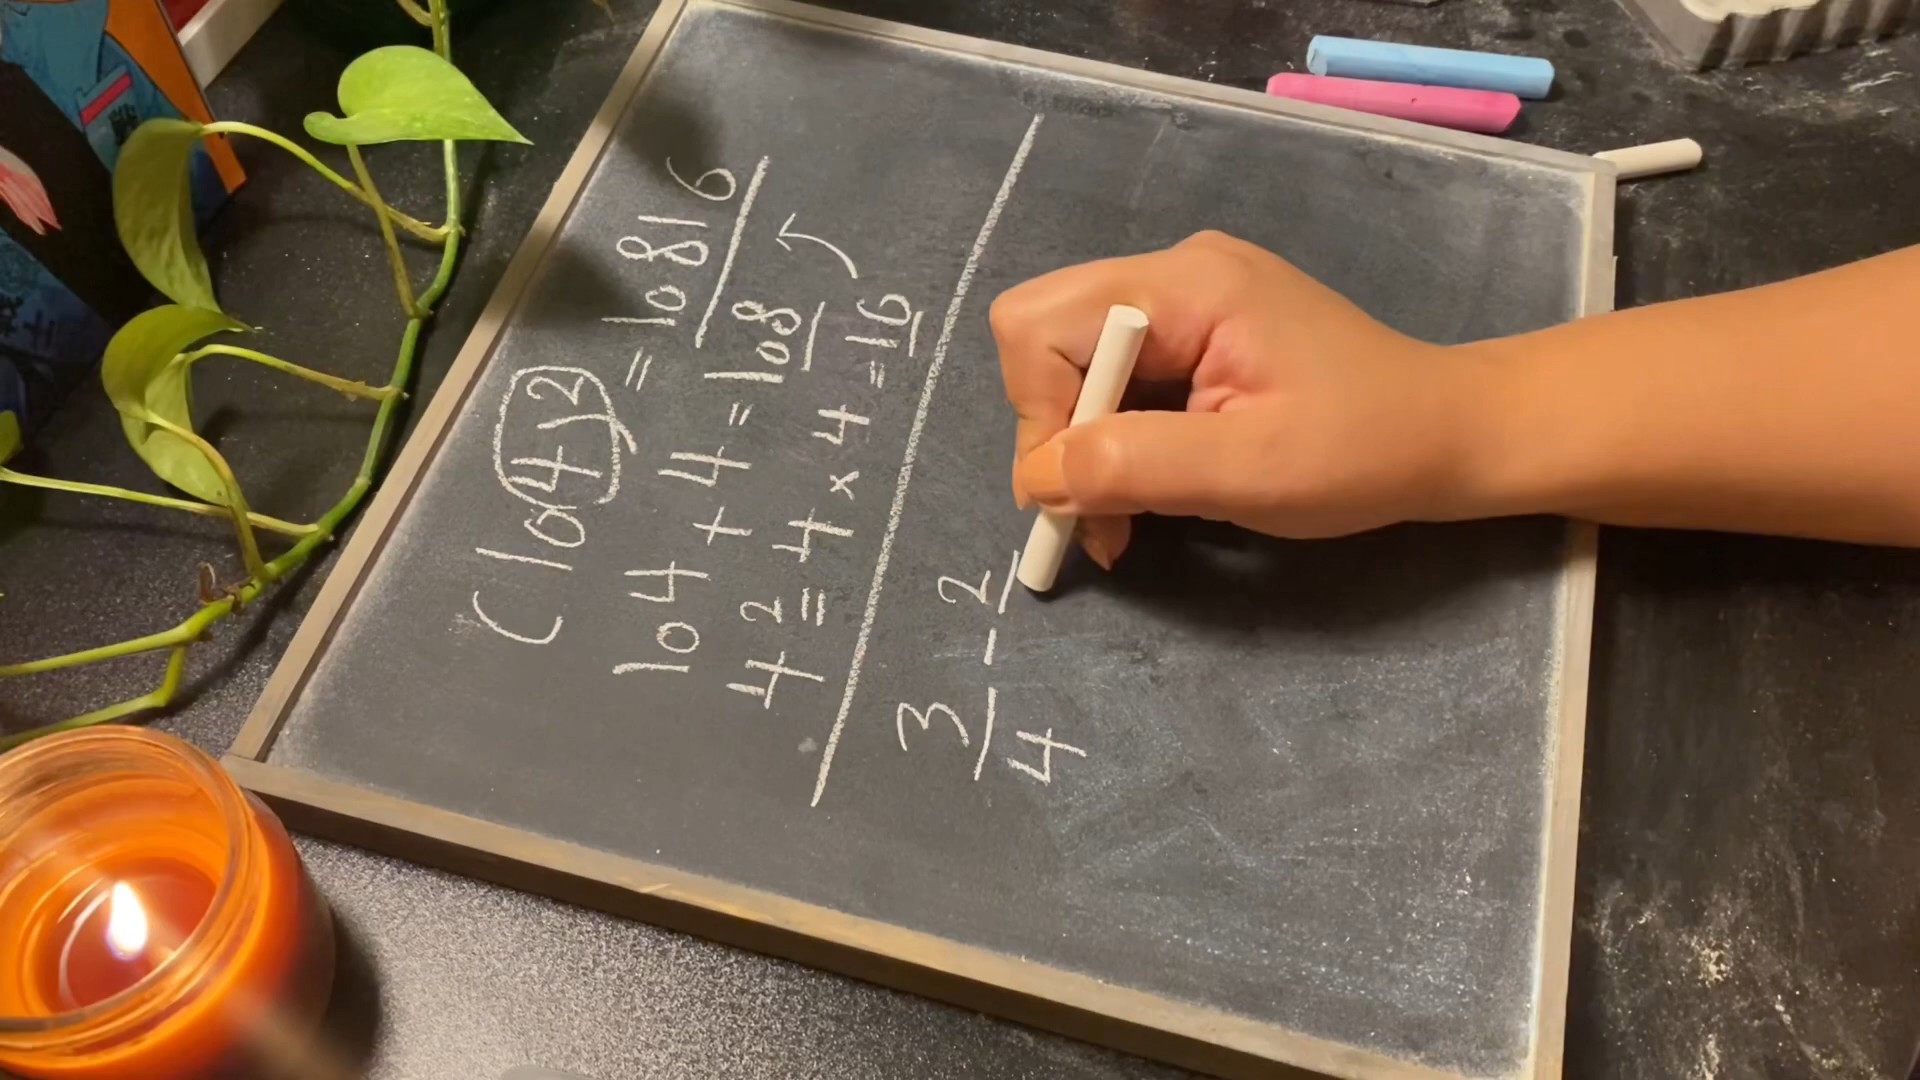 (104)² = 10816
104 + 4 = 108
4² = 4 × 4 = 16
3/4 - 2/